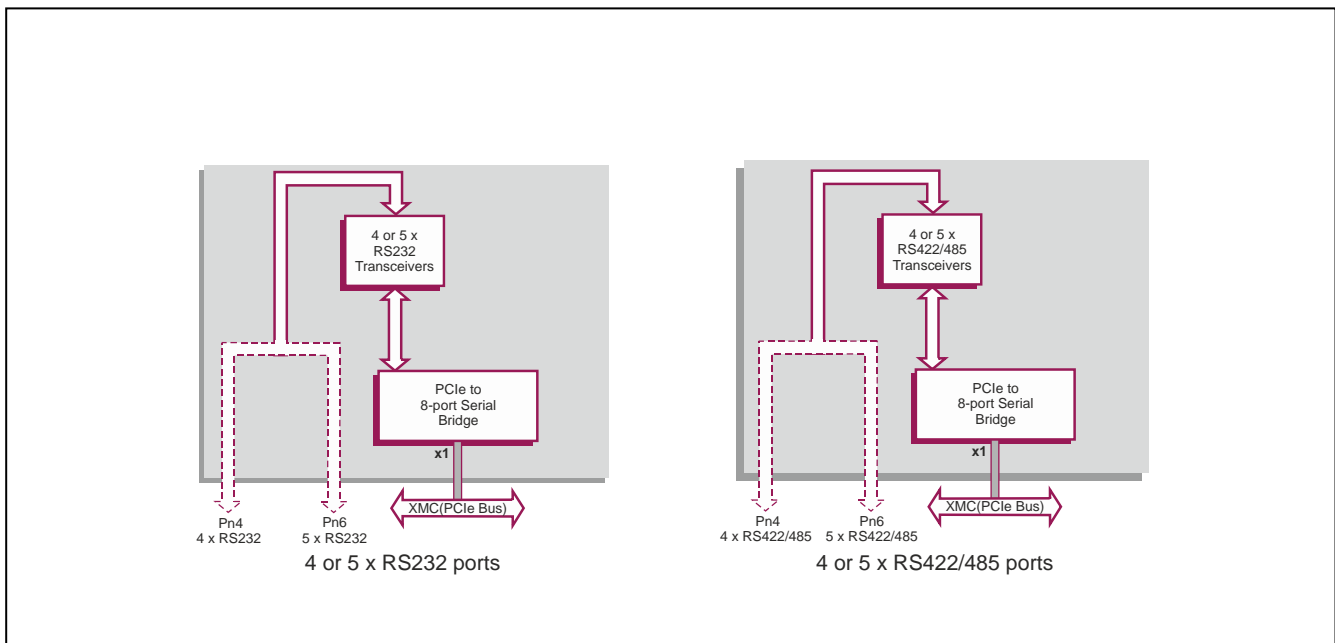 4 or 5 x
RS232
Transceivers
PCIe to
8-port Serial
Bridge
x1
XMC(PCIe Bus)
Pn4
4 x RS232
Pn6
5 x RS232
4 or 5 x RS232 ports
4 or 5 x
RS422/485
Transceivers
PCIe to
8-port Serial
Bridge
x1
XMC(PCIe Bus)
Pn4
4 x RS422/485
Pn6
5 x RS422/485
4 or 5 x RS422/485 ports